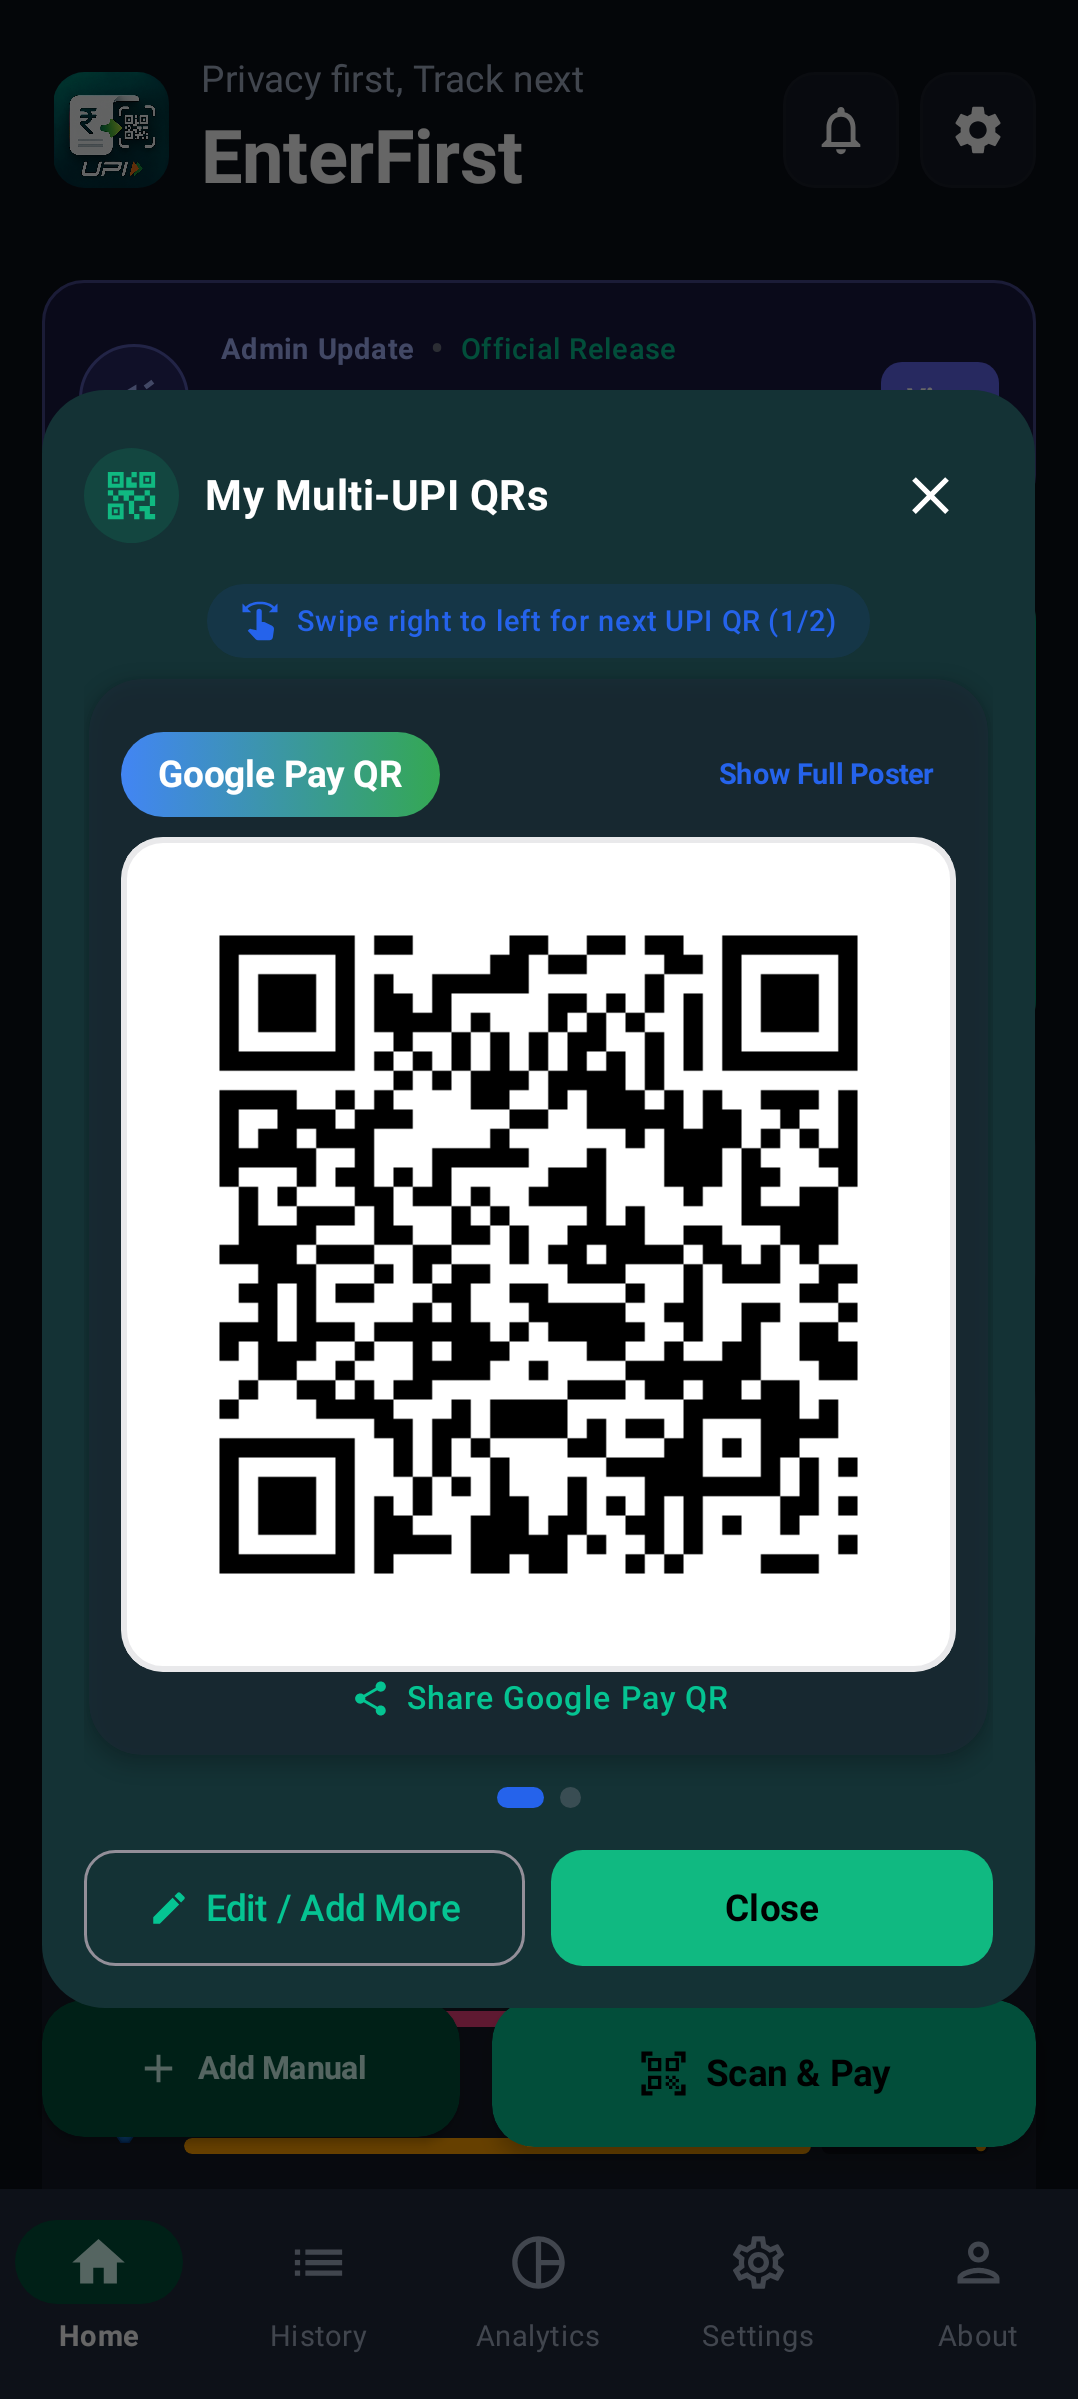 Privacy first, Track next
EnterFirst
₹
UPI
Admin Update • Official Release
My Multi-UPI QRs
Swipe right to left for next UPI QR (1/2)
Google Pay QR
Show Full Poster
Share Google Pay QR
Edit / Add More
Close
Add Manual
Scan & Pay
Home
History
Analytics
Settings
About